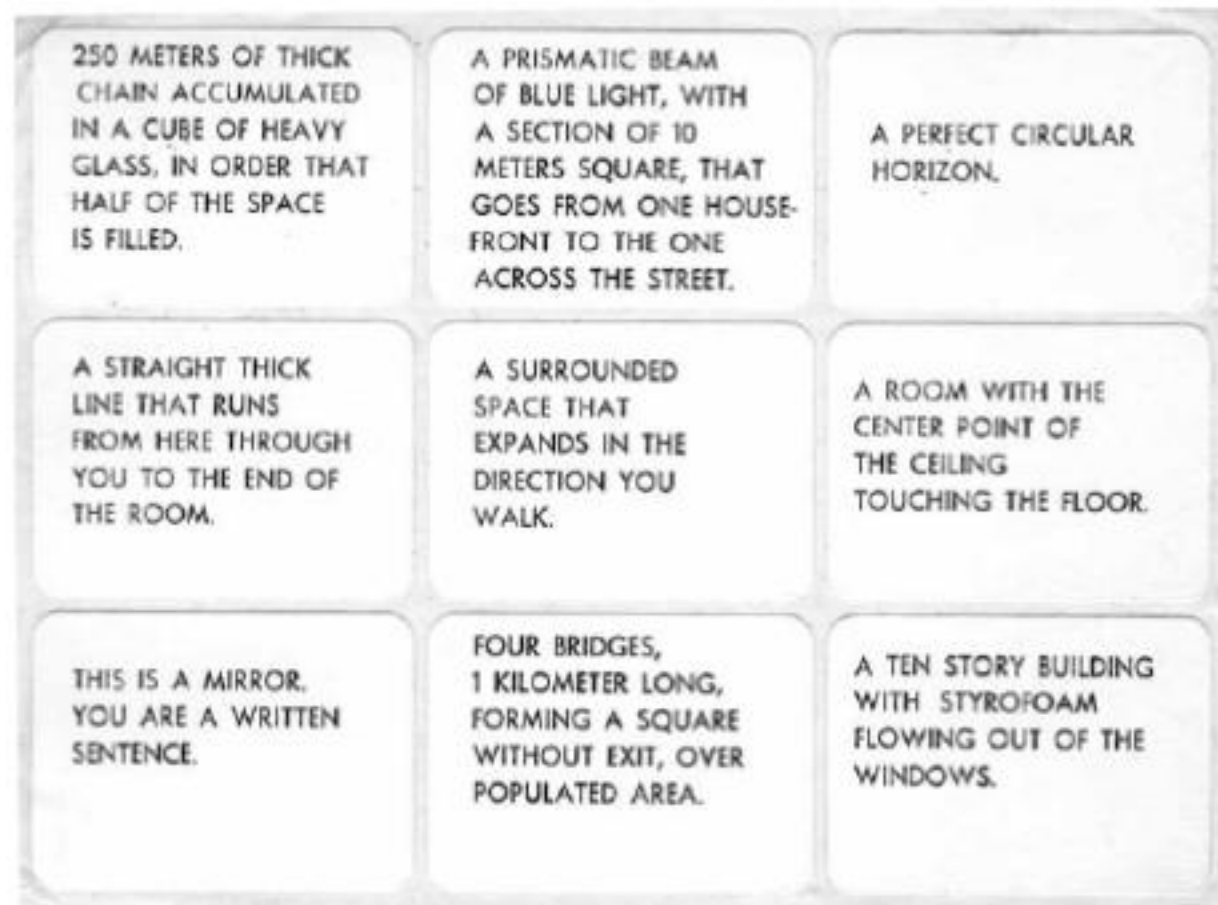 250 METERS OF THICK
CHAIN ACCUMULATED
IN A CUBE OF HEAVY
GLASS, IN ORDER THAT
HALF OF THE SPACE
IS FILLED.
A PRISMATIC BEAM
OF BLUE LIGHT, WITH
A SECTION OF 10
METERS SQUARE, THAT
GOES FROM ONE HOUSE-
FRONT TO THE ONE
ACROSS THE STREET.
A PERFECT CIRCULAR
HORIZON.
A STRAIGHT THICK
LINE THAT RUNS
FROM HERE THROUGH
YOU TO THE END OF
THE ROOM.
A SURROUNDED
SPACE THAT
EXPANDS IN THE
DIRECTION YOU
WALK.
A ROOM WITH THE
CENTER POINT OF
THE CEILING
TOUCHING THE FLOOR.
THIS IS A MIRROR.
YOU ARE A WRITTEN
SENTENCE.
FOUR BRIDGES,
1 KILOMETER LONG,
FORMING A SQUARE
WITHOUT EXIT, OVER
POPULATED AREA.
A TEN STORY BUILDING
WITH STYROFOAM
FLOWING OUT OF THE
WINDOWS.